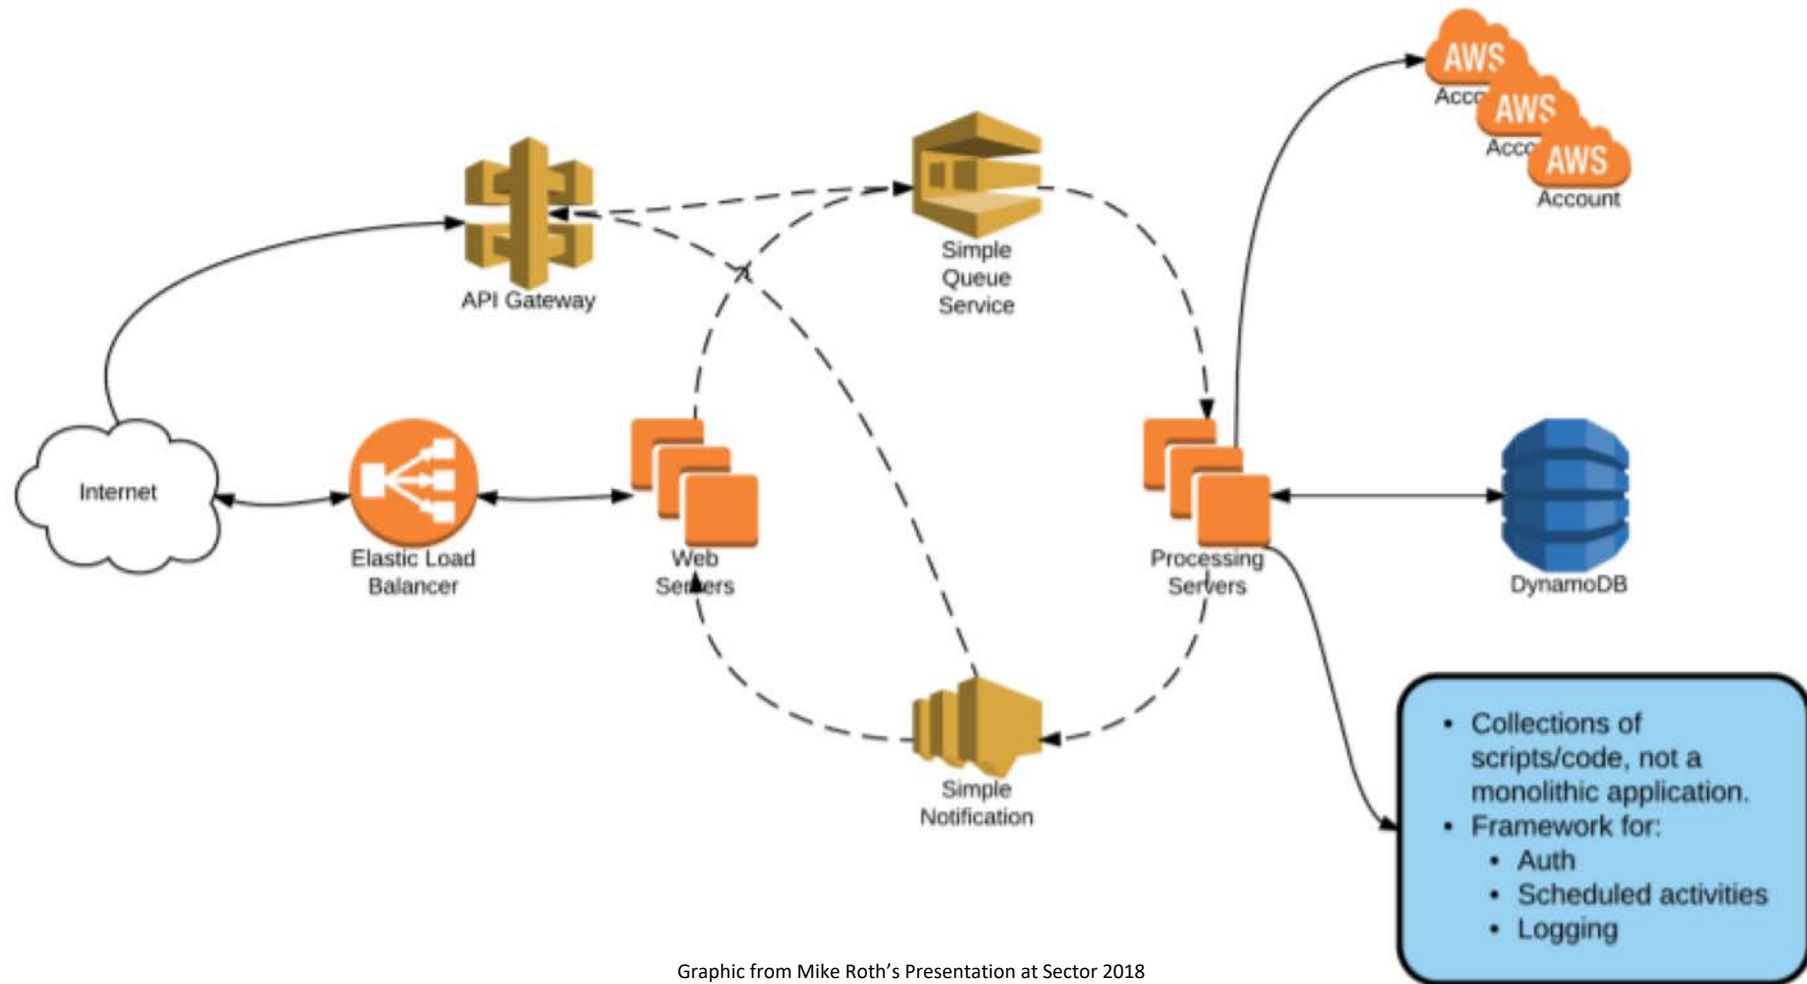 AWS
Acco
AWS
Acco
AWS
Account
API Gateway
Simple
Queue
Service
Internet
Elastic Load
Balancer
Web
Servers
Processing
Servers
DynamoDB
Simple
Notification
• Collections of
scripts/code, not a
monolithic application.
• Framework for:
• Auth
• Scheduled activities
• Logging
Graphic from Mike Roth’s Presentation at Sector 2018